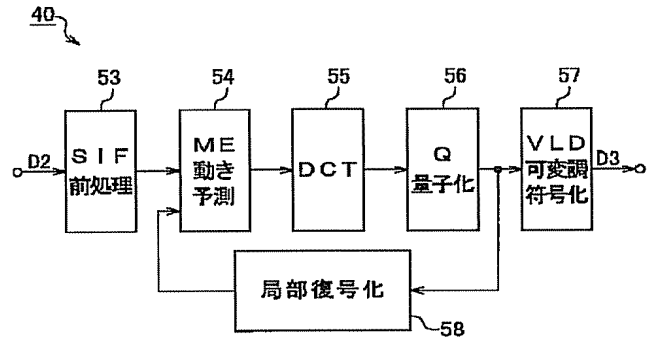 40
53
54
55
56
57
D2
SIF
前処理
ME
動き
予測
DCT
Q
量子化
VLD
可変調
符号化
D3
局部復号化
58